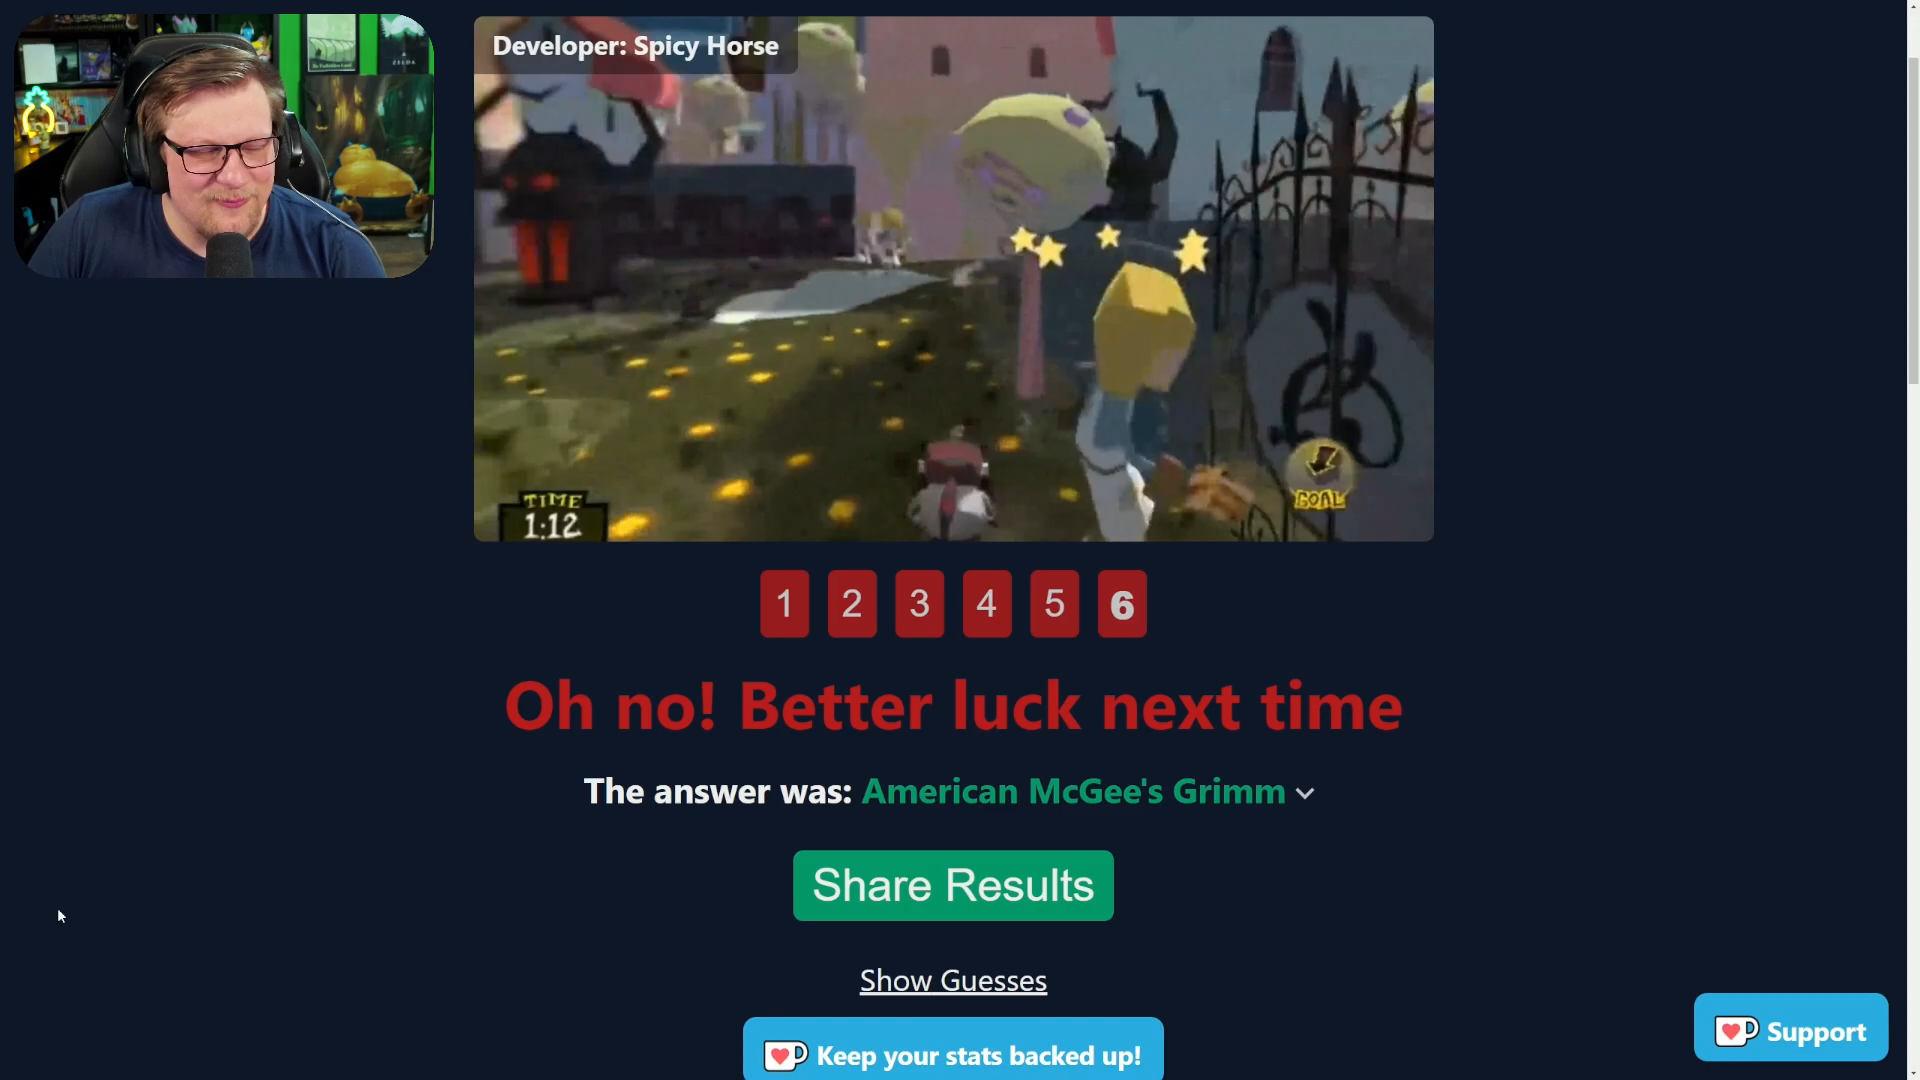 Developer: Spicy Horse
ZELDA
TIME
1:12
GOAL
1 2 3 4 5 6
Oh no! Better luck next time
The answer was: American McGee's Grimm
Share Results
Show Guesses
Keep your stats backed up!
Support